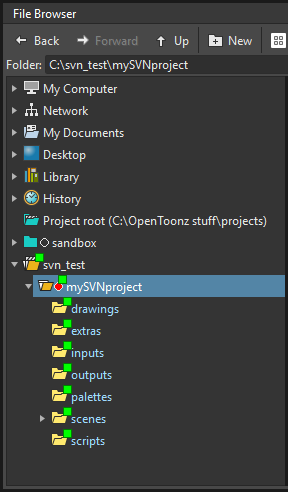 File Browser
Back Forward Up New
Folder: C:\svn_test\mySVNproject
My Computer
Network
My Documents
Desktop
Library
History
Project root (C:\OpenToonz stuff\projects)
sandbox
svn_test
mySVNproject
drawings
extras
inputs
outputs
palettes
scenes
scripts